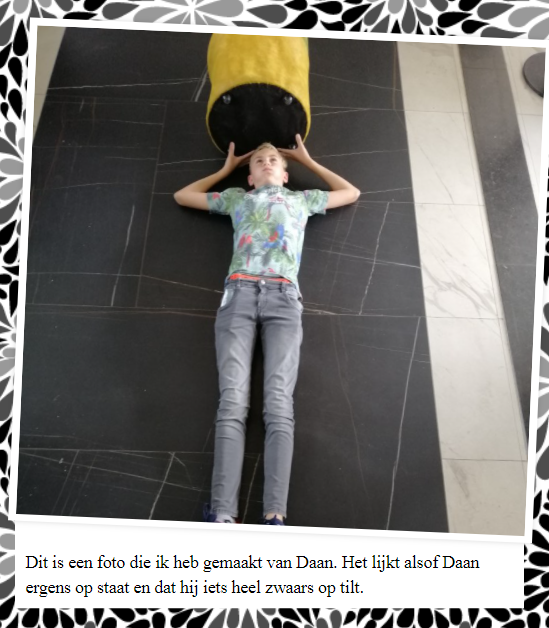 Dit is een foto die ik heb gemaakt van Daan. Het lijkt alsof Daan
ergens op staat en dat hij iets heel zwaars op tilt.